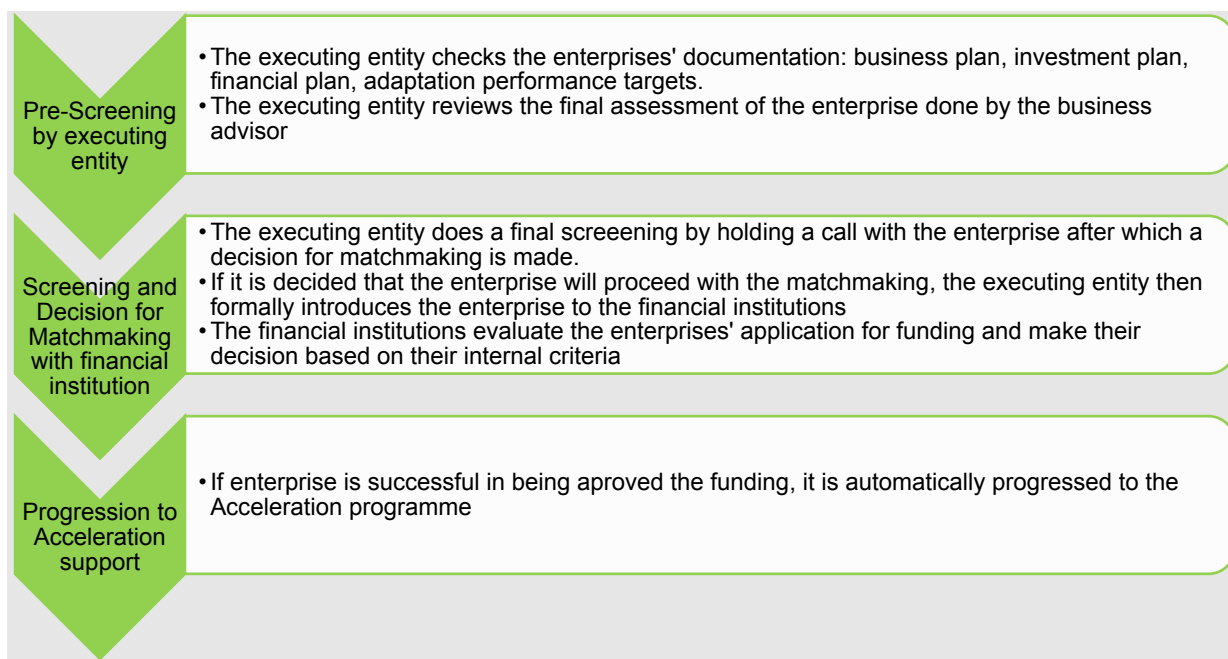 Pre-Screening
by executing
entity
• The executing entity checks the enterprises' documentation: business plan, investment plan,
financial plan, adaptation performance targets.
• The executing entity reviews the final assessment of the enterprise done by the business
advisor
Screening and
Decision for
Matchmaking
with financial
institution
• The executing entity does a final screeening by holding a call with the enterprise after which a
decision for matchmaking is made.
• If it is decided that the enterprise will proceed with the matchmaking, the executing entity then
formally introduces the enterprise to the financial institutions
• The financial institutions evaluate the enterprises' application for funding and make their
decision based on their internal criteria
Progression to
Acceleration
support
• If enterprise is successful in being aproved the funding, it is automatically progressed to the
Acceleration programme